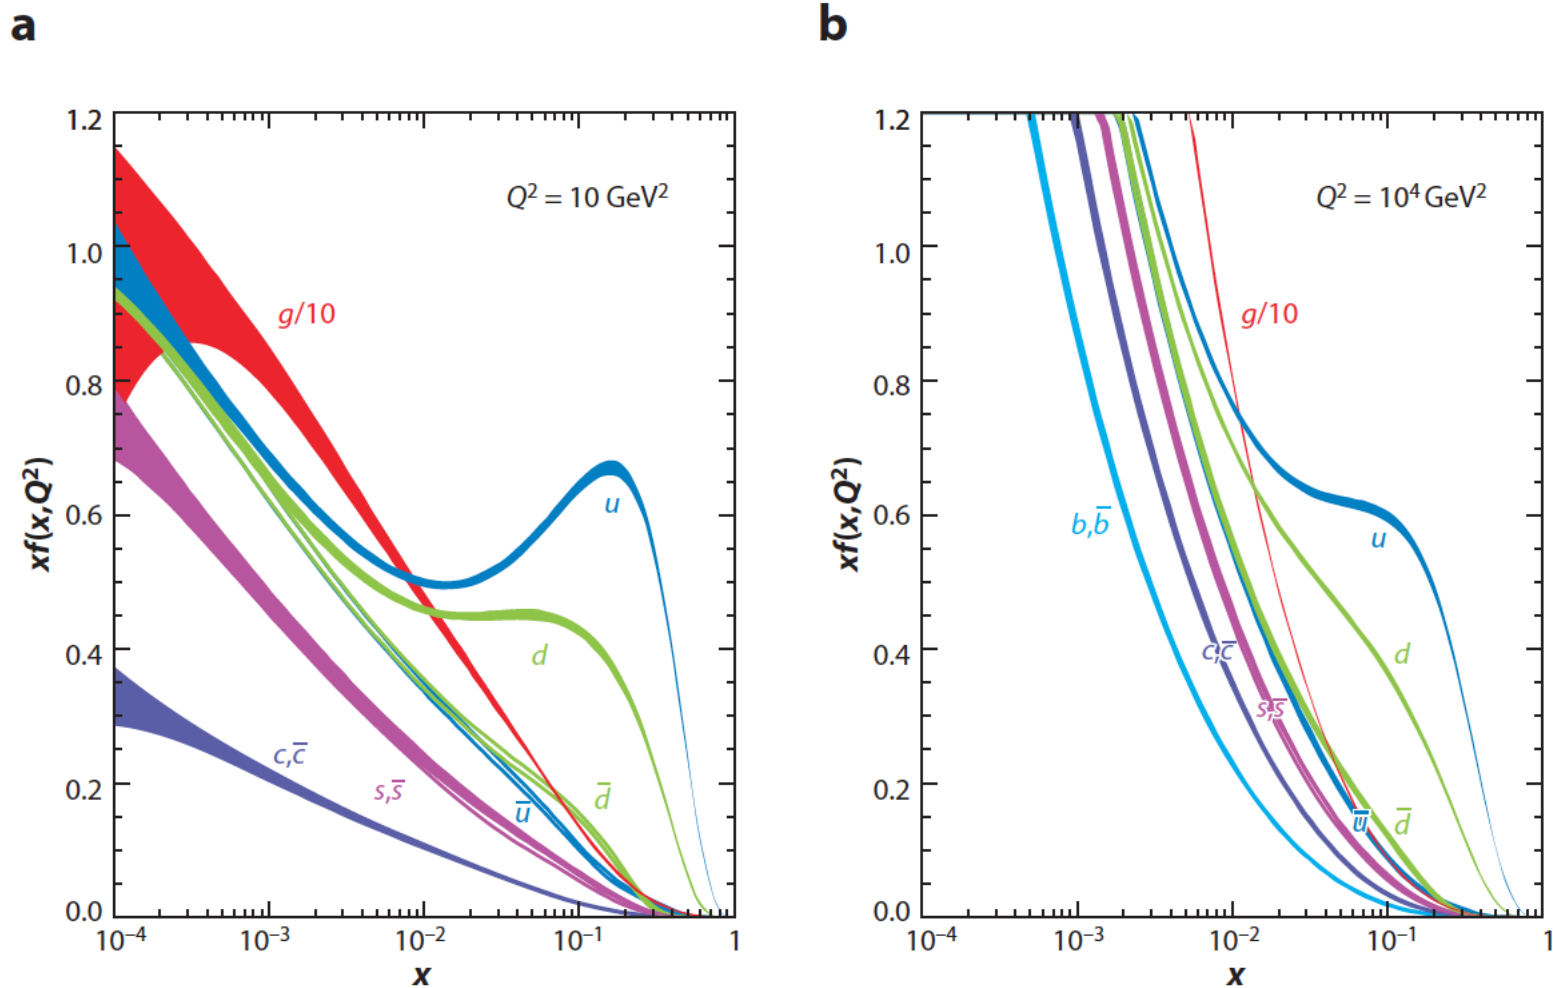 a
xf(x,Q²)
1.2
1.0
0.8
0.6
0.4
0.2
0.0
Q² = 10 GeV²
g/10
u
d
c,c̅
s,s̅
u̅
d̅
10⁻⁴
10⁻³
10⁻²
10⁻¹
1
x
b
xf(x,Q²)
1.2
1.0
0.8
0.6
0.4
0.2
0.0
Q² = 10⁴ GeV²
g/10
b,b̅
u
c,c̅
d
s,s̅
u̅
d̅
10⁻⁴
10⁻³
10⁻²
10⁻¹
1
x